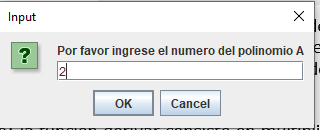 Input
Por favor ingrese el numero del polinomio A
2
OK Cancel